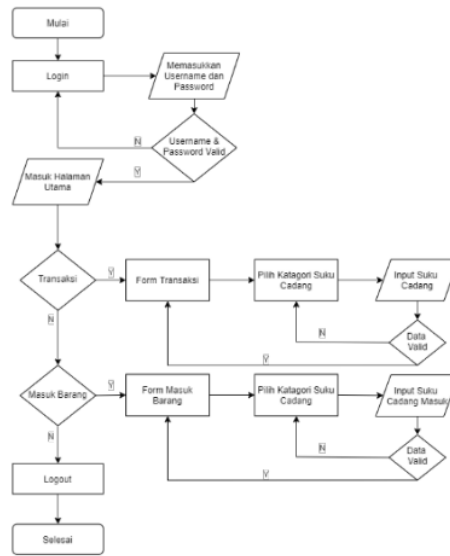 Mulai
Login
Memasukkan
Username dan
Password
N
Username &
Password Valid
Y
Masuk Halaman
Utama
Transaksi
Y
Form Transaksi
Pilih Katagori Suku
Cadang
Input Suku
Cadang
N
N
Data
Valid
Y
Masuk Barang
Y
Form Masuk
Barang
Pilih Katagori Suku
Cadang
Input Suku
Cadang Masuk
N
N
Data
Valid
Y
Logout
Selesai